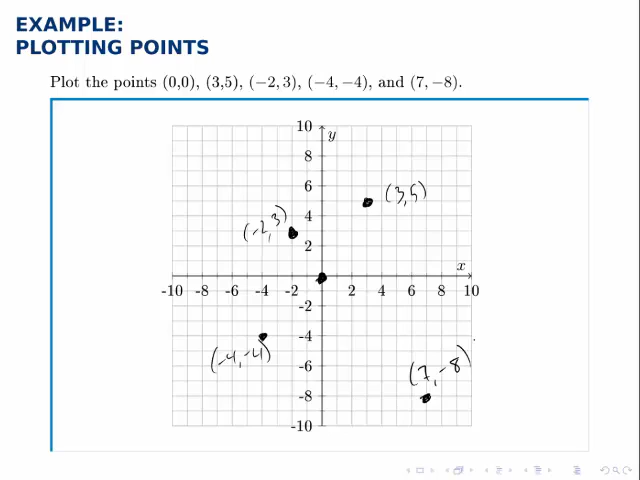 EXAMPLE:
PLOTTING POINTS
Plot the points (0,0), (3,5), (−2, 3), (−4, −4), and (7, −8).
10
y
8
6
(3,5)
4
(-2,3)
2
x
-10 -8 -6 -4 -2 2 4 6 8 10
-2
-4
(-4,-4)
-6
(7,-8)
-8
-10